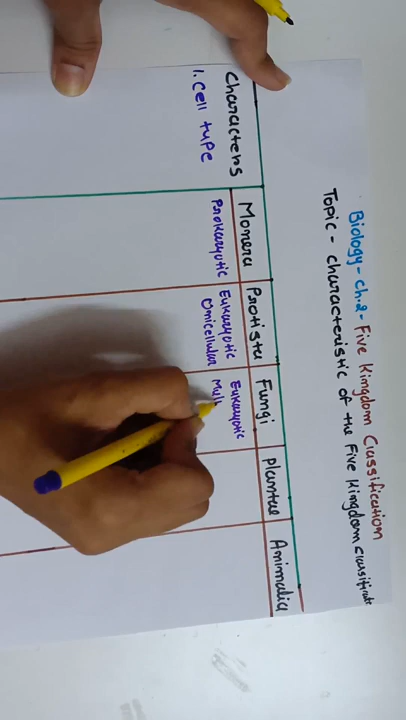 Biology - Ch.2 - Five Kingdom Classification
Topic - characteristic of the Five Kingdom Classificate
Characters Monera Protista Fungi Plantae Animalia
1. Cell type Prokaryotic Eukaryotic Eukaryotic
Unicellular Mul